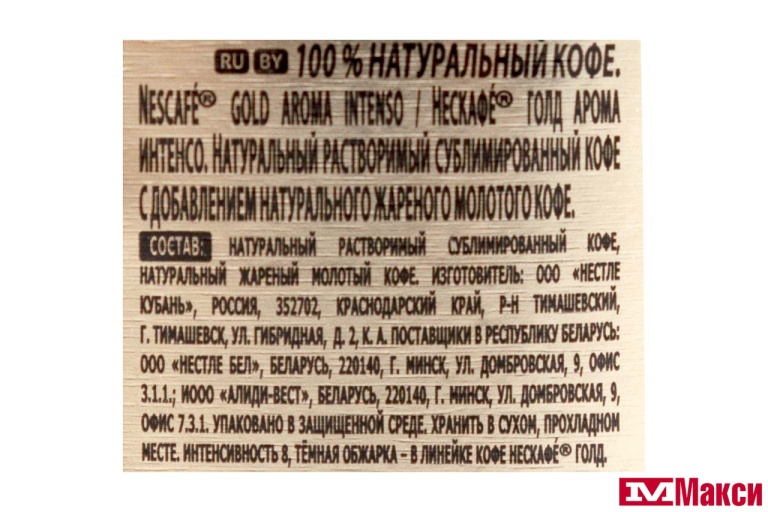 RU BY 100 % НАТУРАЛЬНЫЙ КОФЕ.
NESCAFÉ® GOLD AROMA INTENSO / НЕСКАФÉ® ГОЛД АРОМА
ИНТЕНСО. НАТУРАЛЬНЫЙ РАСТВОРИМЫЙ СУБЛИМИРОВАННЫЙ КОФЕ
С ДОБАВЛЕНИЕМ НАТУРАЛЬНОГО ЖАРЕНОГО МОЛОТОГО КОФЕ.
СОСТАВ: НАТУРАЛЬНЫЙ РАСТВОРИМЫЙ СУБЛИМИРОВАННЫЙ КОФЕ,
НАТУРАЛЬНЫЙ ЖАРЕНЫЙ МОЛОТЫЙ КОФЕ. ИЗГОТОВИТЕЛЬ: ООО «НЕСТЛЕ
КУБАНЬ», РОССИЯ, 352702, КРАСНОДАРСКИЙ КРАЙ, Р-Н ТИМАШЕВСКИЙ,
Г. ТИМАШЕВСК, УЛ. ГИБРИДНАЯ, Д. 2, К. А. ПОСТАВЩИКИ В РЕСПУБЛИКУ БЕЛАРУСЬ:
ООО «НЕСТЛЕ БЕЛ», БЕЛАРУСЬ, 220140, Г. МИНСК, УЛ. ДОМБРОВСКАЯ, 9, ОФИС
3.1.1.; ИООО «АЛИДИ-ВЕСТ», БЕЛАРУСЬ, 220140, Г. МИНСК, УЛ. ДОМБРОВСКАЯ, 9,
ОФИС 7.3.1. УПАКОВАНО В ЗАЩИЩЕННОЙ СРЕДЕ. ХРАНИТЬ В СУХОМ, ПРОХЛАДНОМ
МЕСТЕ. ИНТЕНСИВНОСТЬ 8, ТЁМНАЯ ОБЖАРКА – В ЛИНЕЙКЕ КОФЕ НЕСКАФÉ® ГОЛД.
М Макси